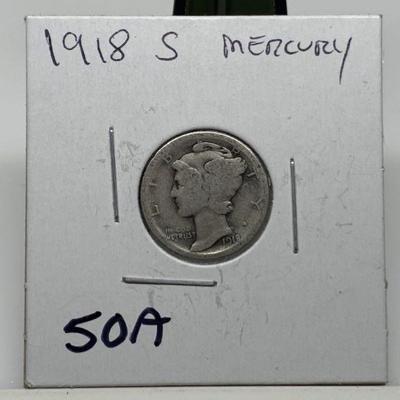 1918 S MERCURY
LIBERTY
IN GOD
WE TRUST
1918
50A